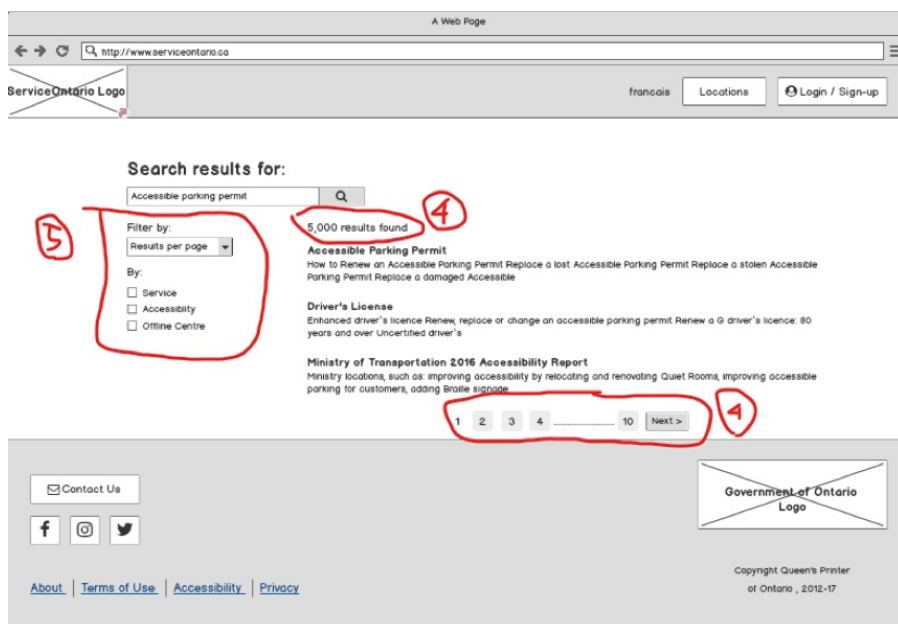 A Web Page
http://www.serviceontario.ca
ServiceOntario Logo
francais
Locations
Login / Sign-up
Search results for:
Accessible parking permit
5
Filter by:
Results per page
By:
Service
Accessiblity
Offline Centre
4
5,000 results found
Accessible Parking Permit
How to Renew an Accessible Parking Permit Replace a lost Accessible Parking Permit Replace a stolen Accessible
Parking Permit Replace a damaged Accessible
Driver's License
Enhanced driver's licence Renew, replace or change an accessible parking permit Renew a G driver's licence: 80
years and over Uncertified driver's
Ministry of Transportation 2016 Accessibility Report
Ministry locations, such as: improving accessibility by relocating and renovating Quiet Rooms, improving accessible
parking for customers, adding Braille signage
1 2 3 4 .................... 10 Next >
4
Contact Us
Government of Ontario
Logo
About | Terms of Use | Accessibility | Privacy
Copyright Queen's Printer
of Ontario , 2012-17